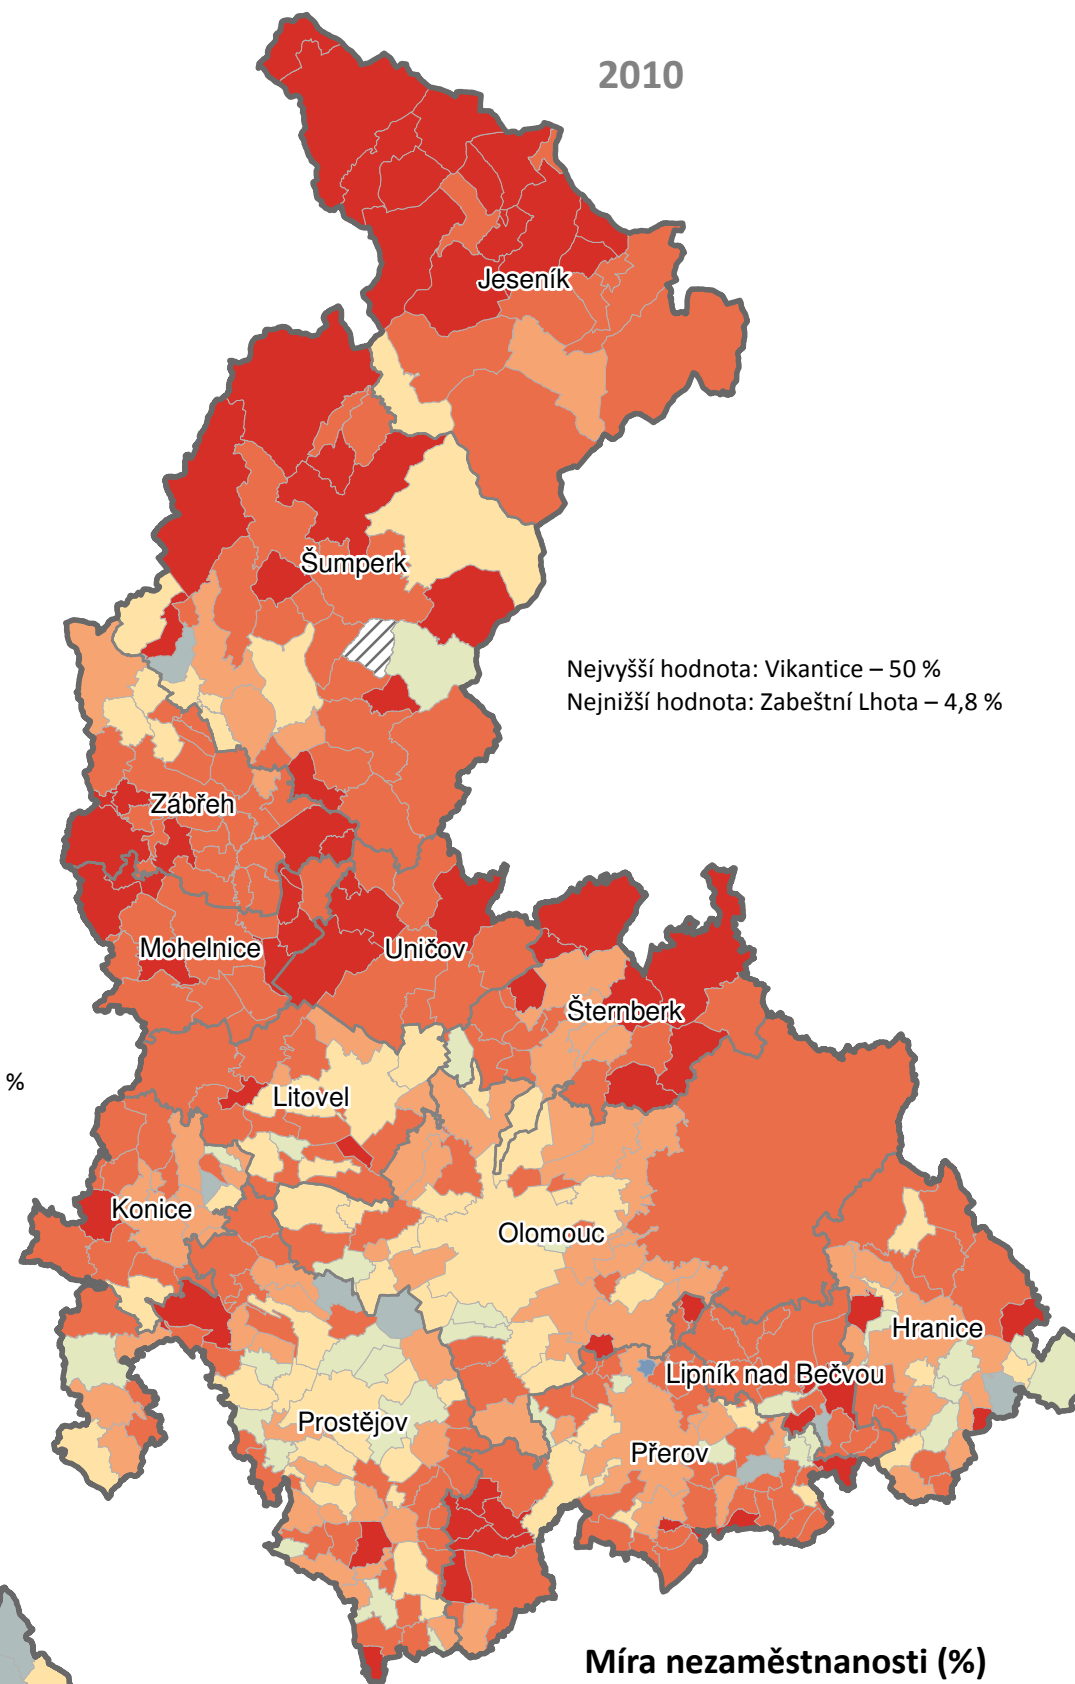 2010
Jeseník
Šumperk
Nejvyšší hodnota: Vikantice – 50 %
Nejnižší hodnota: Zabeštní Lhota – 4,8 %
Zábřeh
Mohelnice
Uničov
Šternberk
%
Litovel
Konice
Olomouc
Hranice
Lipník nad Bečvou
Prostějov
Přerov
Míra nezaměstnanosti (%)